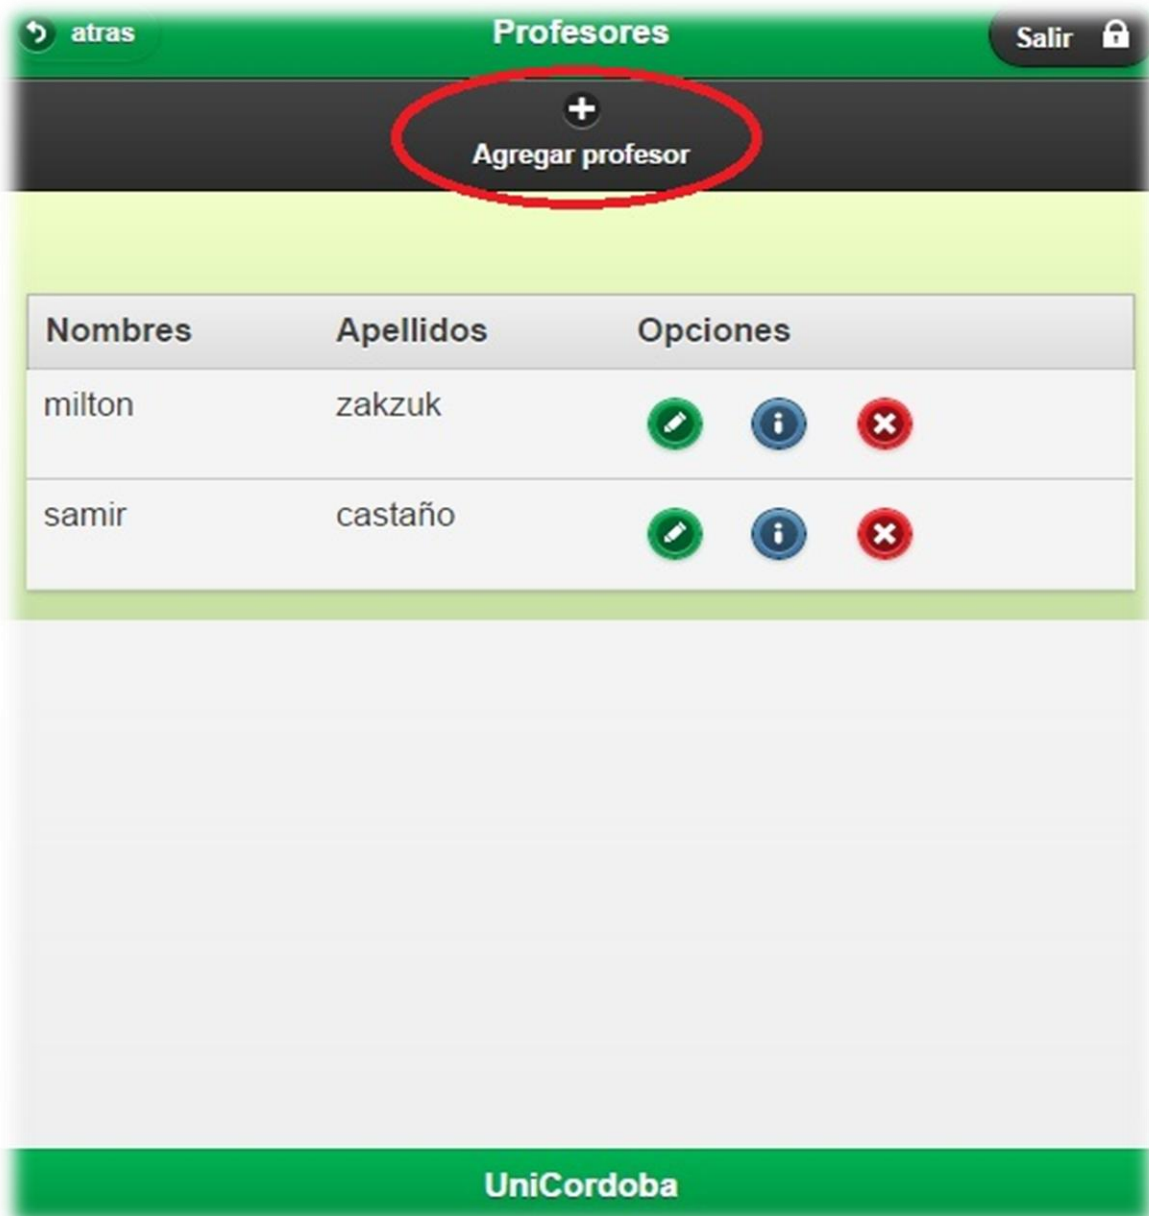 atras Profesores Salir
Agregar profesor
Nombres Apellidos Opciones
milton zakzuk
samir castaño
UniCordoba